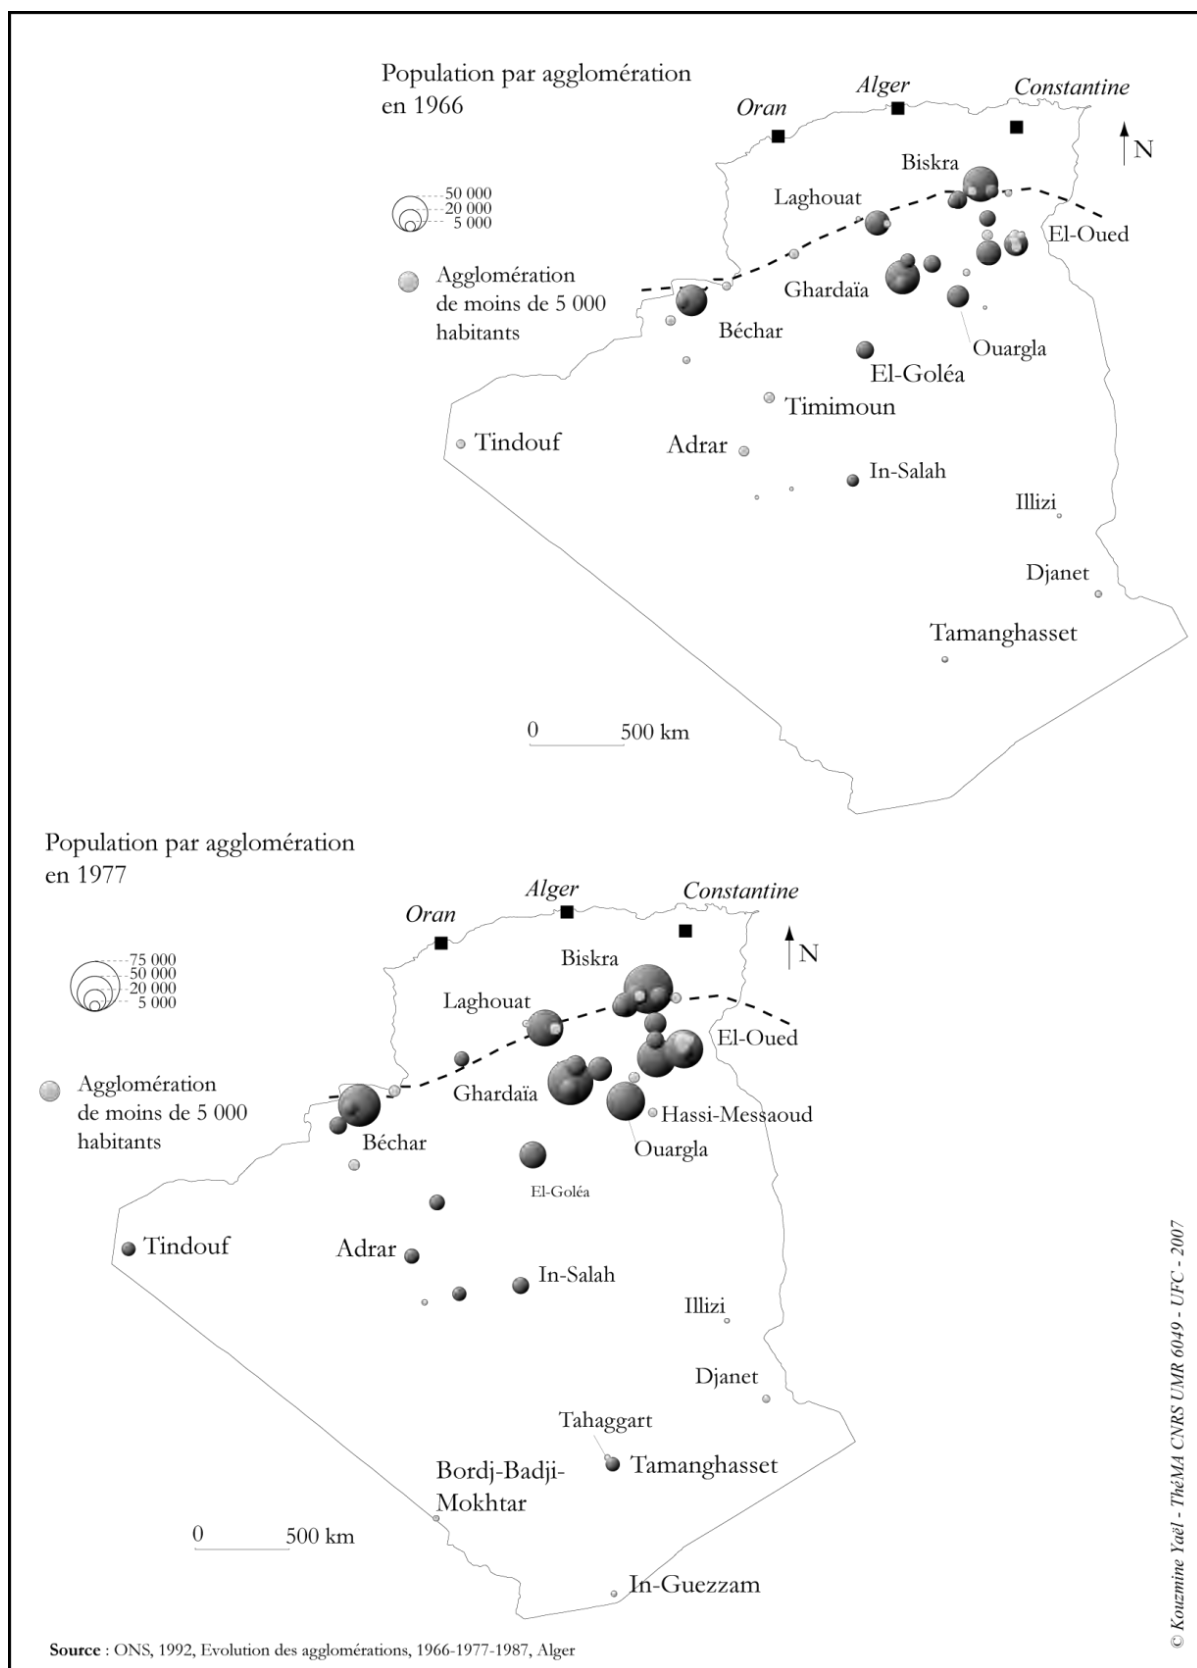 Population par agglomération
en 1966
Oran
Alger
Constantine
N
50 000
20 000
5 000
Agglomération
de moins de 5 000
habitants
Biskra
Laghouat
El-Oued
Ghardaïa
Béchar
Ouargla
El-Goléa
Timimoun
Tindouf
Adrar
In-Salah
Illizi
Djanet
Tamanghasset
0 500 km
Population par agglomération
en 1977
Oran
Alger
Constantine
N
75 000
50 000
20 000
5 000
Agglomération
de moins de 5 000
habitants
Biskra
Laghouat
El-Oued
Ghardaïa
Hassi-Messaoud
Béchar
Ouargla
El-Goléa
Tindouf
Adrar
In-Salah
Illizi
Djanet
Tahaggart
Tamanghasset
Bordj-Badji-
Mokhtar
0 500 km
In-Guezzam
Source : ONS, 1992, Evolution des agglomérations, 1966-1977-1987, Alger
© Kouzmine Yaël - ThéMA CNRS UMR 6049 - UFC - 2007